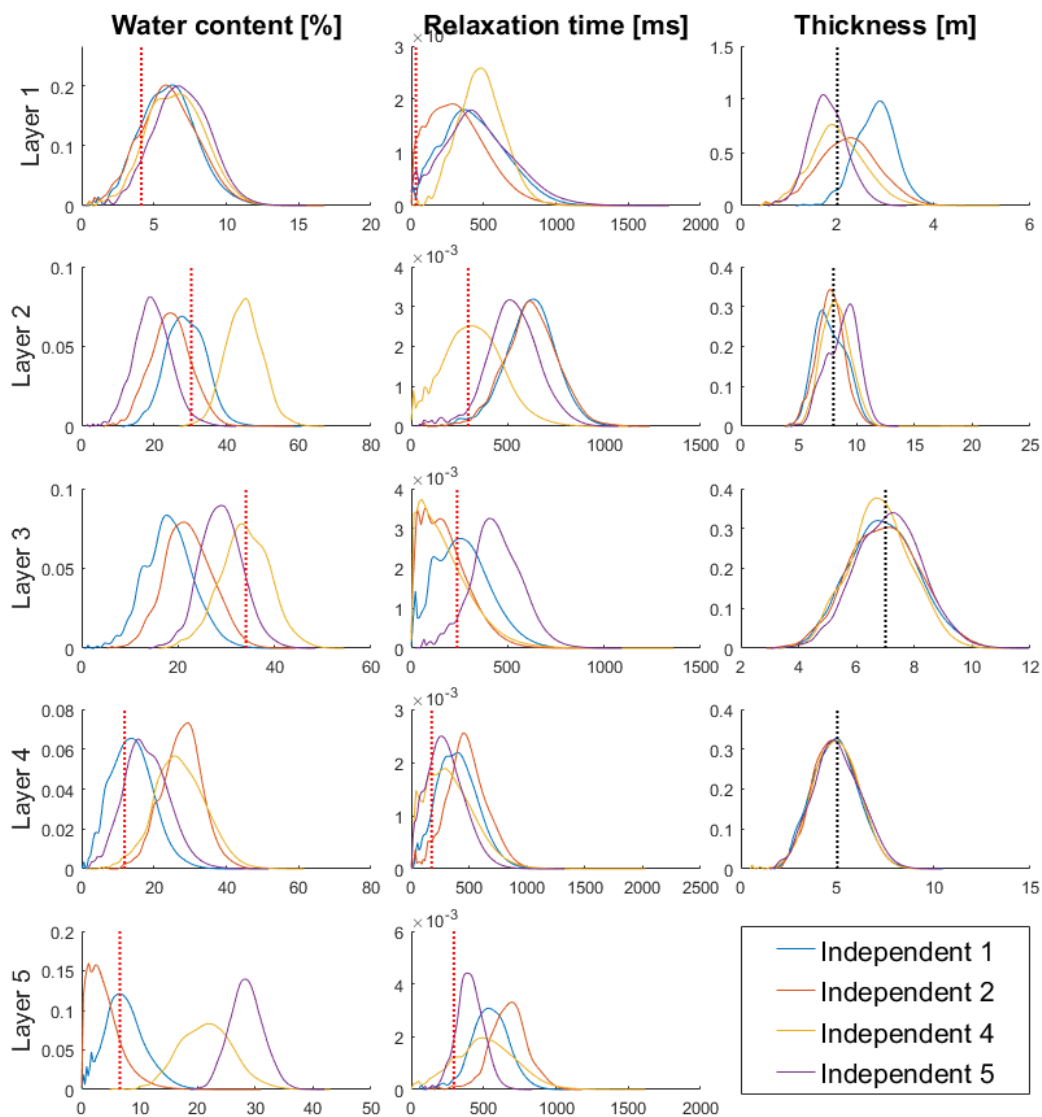 Water content [%]
Relaxation time [ms]
Thickness [m]
Layer 1
0.2
0.1
0
0 5 10 15 20
3
2
1
0
0 500 1000 1500 2000
1.5
1
0.5
0
0 2 4 6
Layer 2
0.1
0.05
0
0 20 40 60 80
×10-3
4
3
2
1
0
0 500 1000 1500
0.4
0.3
0.2
0.1
0
0 5 10 15 20 25
Layer 3
0.1
0.05
0
0 20 40 60
×10-3
4
3
2
1
0
0 500 1000 1500
0.4
0.3
0.2
0.1
0
2 4 6 8 10 12
Layer 4
0.08
0.06
0.04
0.02
0
0 20 40 60 80
×10-3
3
2
1
0
0 500 1000 1500 2000 2500
0.4
0.3
0.2
0.1
0
0 5 10 15
Layer 5
0.2
0.15
0.1
0.05
0
0 10 20 30 40 50
×10-3
6
4
2
0
0 500 1000 1500 2000
Independent 1
Independent 2
Independent 4
Independent 5